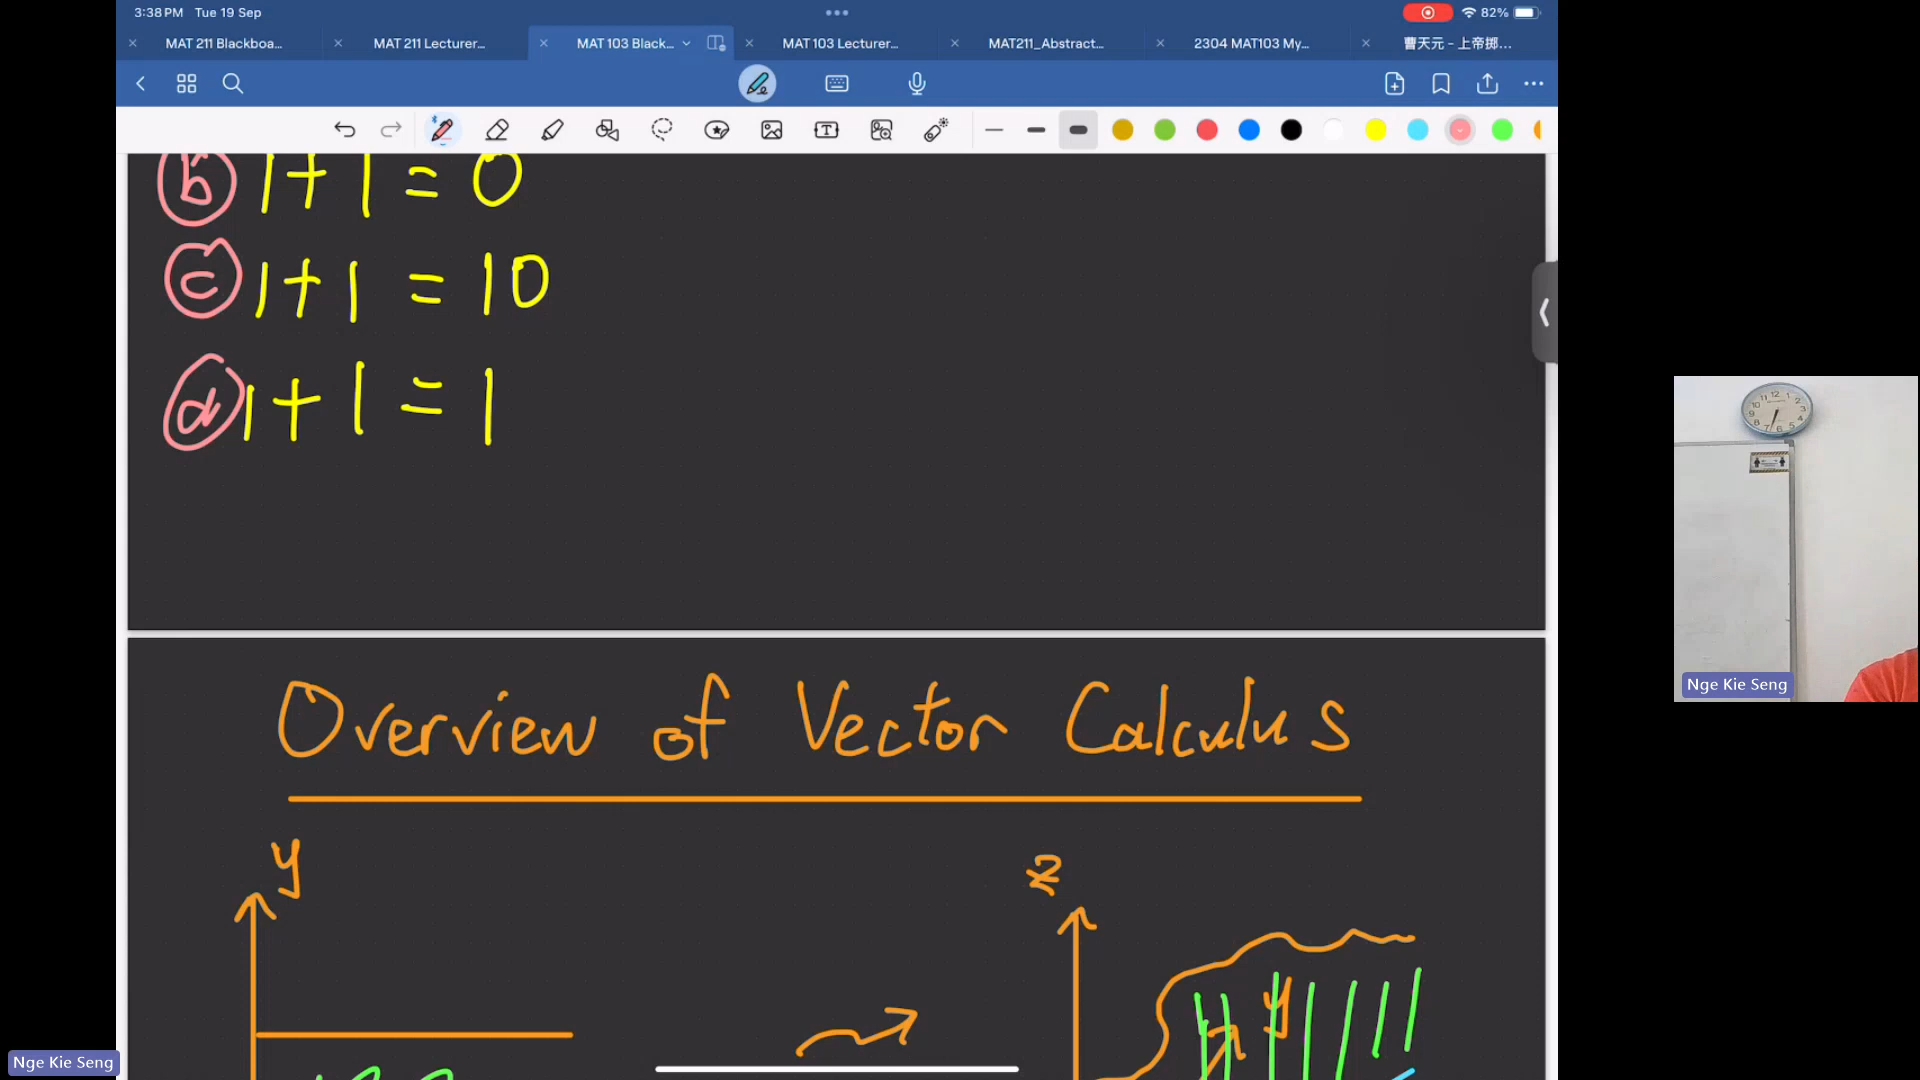 3:38 PM Tue 19 Sep
82%
MAT 211 Blackboa...
MAT 211 Lecturer...
MAT 103 Black...
MAT 103 Lecturer...
MAT211_Abstract...
2304 MAT103 My...
曹天元 - 上帝掷...
b 1 + 1 = 0
c 1 + 1 = 10
d 1 + 1 = 1
Overview of Vector Calculus
y
z
y
Nge Kie Seng
Nge Kie Seng